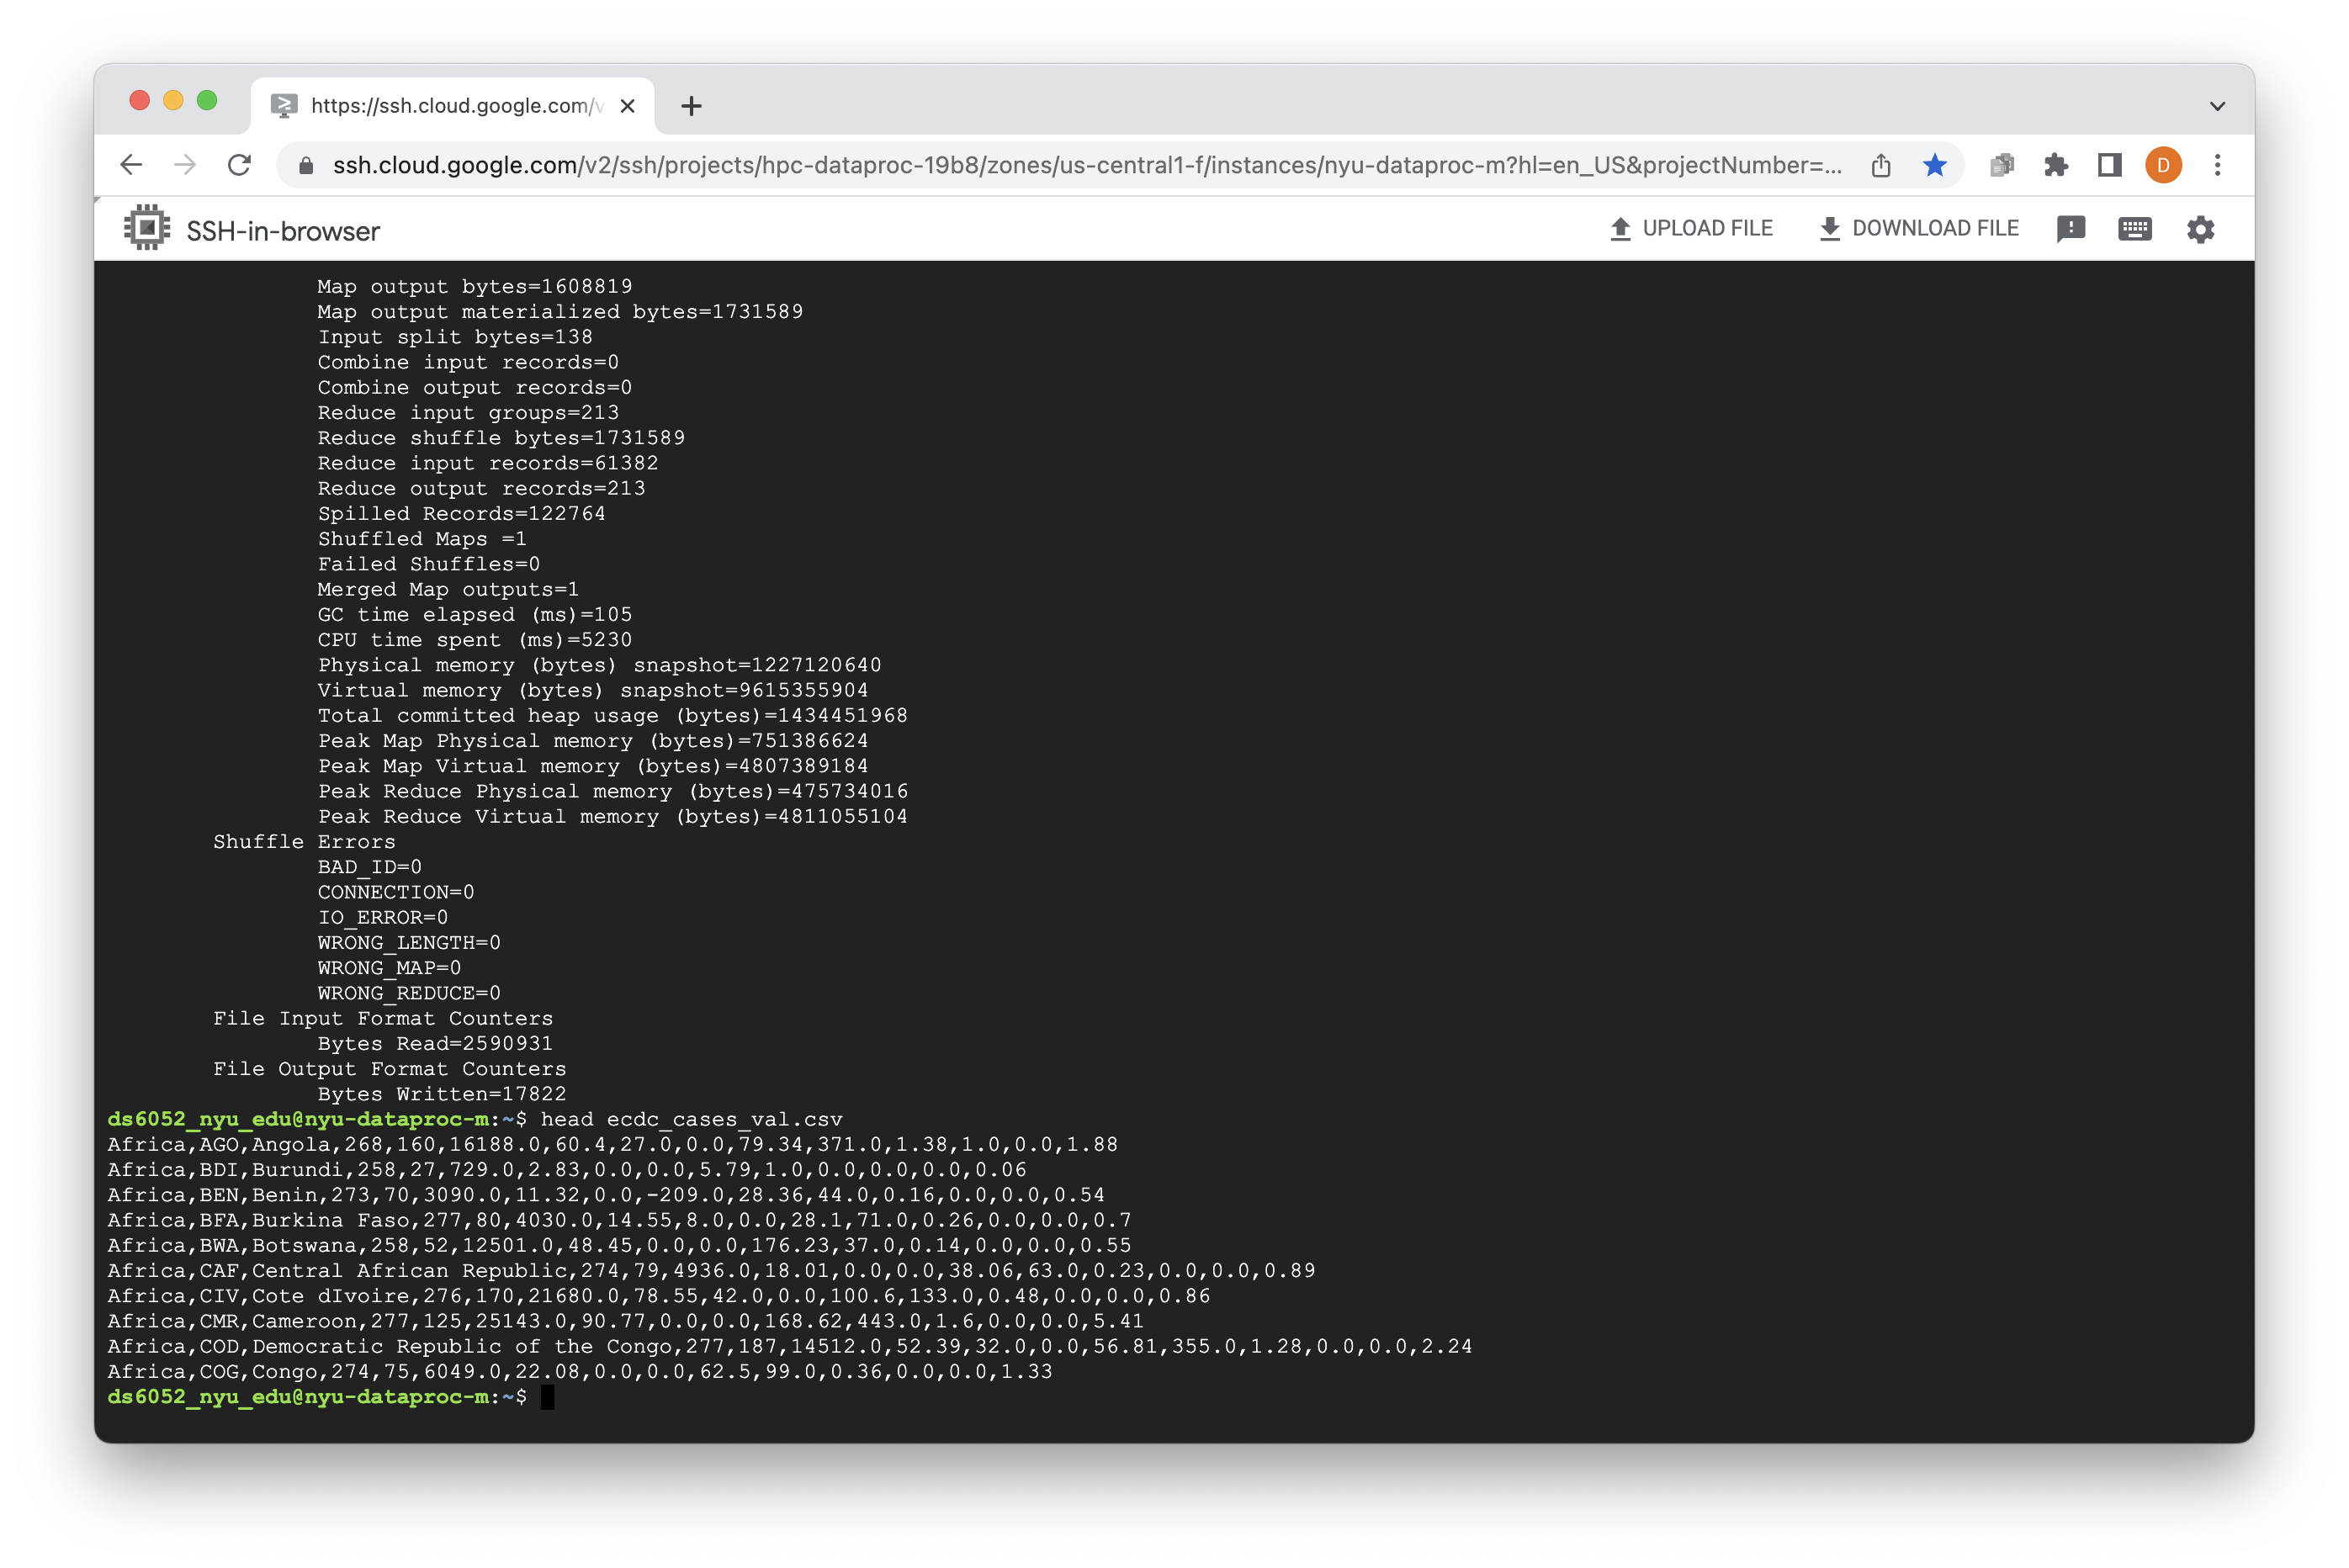 https://ssh.cloud.google.com/v
ssh.cloud.google.com/v2/ssh/projects/hpc-dataproc-19b8/zones/us-central1-f/instances/nyu-dataproc-m?hl=en_US&projectNumber=...
D
SSH-in-browser
UPLOAD FILE
DOWNLOAD FILE
Map output bytes=1608819
Map output materialized bytes=1731589
Input split bytes=138
Combine input records=0
Combine output records=0
Reduce input groups=213
Reduce shuffle bytes=1731589
Reduce input records=61382
Reduce output records=213
Spilled Records=122764
Shuffled Maps =1
Failed Shuffles=0
Merged Map outputs=1
GC time elapsed (ms)=105
CPU time spent (ms)=5230
Physical memory (bytes) snapshot=1227120640
Virtual memory (bytes) snapshot=9615355904
Total committed heap usage (bytes)=1434451968
Peak Map Physical memory (bytes)=751386624
Peak Map Virtual memory (bytes)=4807389184
Peak Reduce Physical memory (bytes)=475734016
Peak Reduce Virtual memory (bytes)=4811055104
Shuffle Errors
BAD_ID=0
CONNECTION=0
IO_ERROR=0
WRONG_LENGTH=0
WRONG_MAP=0
WRONG_REDUCE=0
File Input Format Counters
Bytes Read=2590931
File Output Format Counters
Bytes Written=17822
ds6052_nyu_edu@nyu-dataproc-m:~$ head ecdc_cases_val.csv
Africa,AGO,Angola,268,160,16188.0,60.4,27.0,0.0,79.34,371.0,1.38,1.0,0.0,1.88
Africa,BDI,Burundi,258,27,729.0,2.83,0.0,0.0,5.79,1.0,0.0,0.0,0.0,0.06
Africa,BEN,Benin,273,70,3090.0,11.32,0.0,-209.0,28.36,44.0,0.16,0.0,0.0,0.54
Africa,BFA,Burkina Faso,277,80,4030.0,14.55,8.0,0.0,28.1,71.0,0.26,0.0,0.0,0.7
Africa,BWA,Botswana,258,52,12501.0,48.45,0.0,0.0,176.23,37.0,0.14,0.0,0.0,0.55
Africa,CAF,Central African Republic,274,79,4936.0,18.01,0.0,0.0,38.06,63.0,0.23,0.0,0.0,0.89
Africa,CIV,Cote dIvoire,276,170,21680.0,78.55,42.0,0.0,100.6,133.0,0.48,0.0,0.0,0.86
Africa,CMR,Cameroon,277,125,25143.0,90.77,0.0,0.0,168.62,443.0,1.6,0.0,0.0,5.41
Africa,COD,Democratic Republic of the Congo,277,187,14512.0,52.39,32.0,0.0,56.81,355.0,1.28,0.0,0.0,2.24
Africa,COG,Congo,274,75,6049.0,22.08,0.0,0.0,62.5,99.0,0.36,0.0,0.0,1.33
ds6052_nyu_edu@nyu-dataproc-m:~$